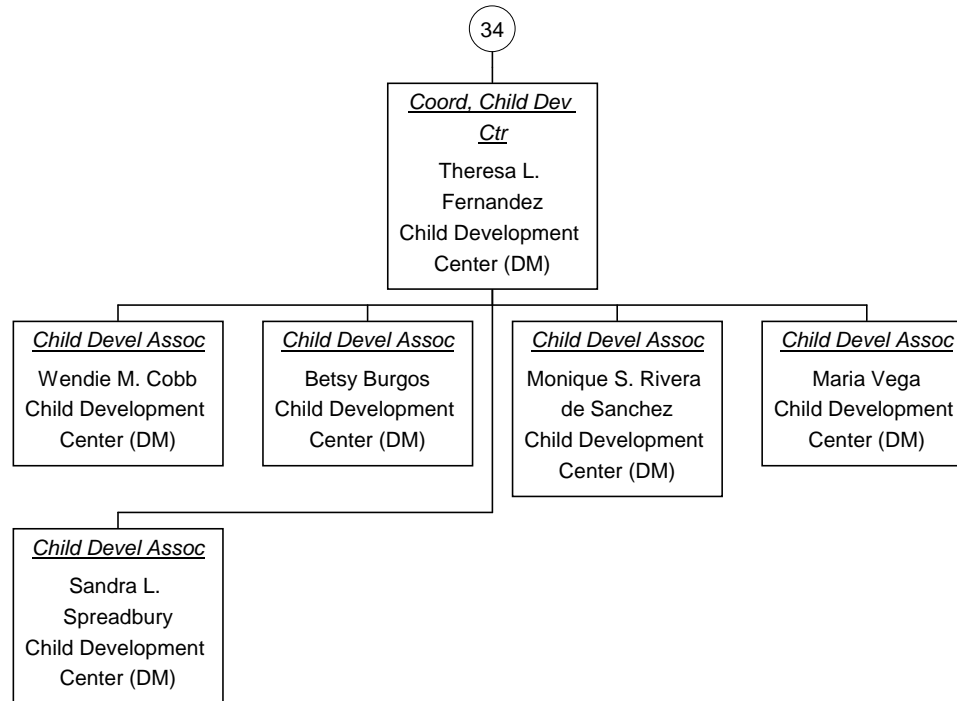 34
Coord, Child Dev
Ctr
Theresa L.
Fernandez
Child Development
Center (DM)
Child Devel Assoc
Wendie M. Cobb
Child Development
Center (DM)
Child Devel Assoc
Betsy Burgos
Child Development
Center (DM)
Child Devel Assoc
Monique S. Rivera
de Sanchez
Child Development
Center (DM)
Child Devel Assoc
Maria Vega
Child Development
Center (DM)
Child Devel Assoc
Sandra L.
Spreadbury
Child Development
Center (DM)